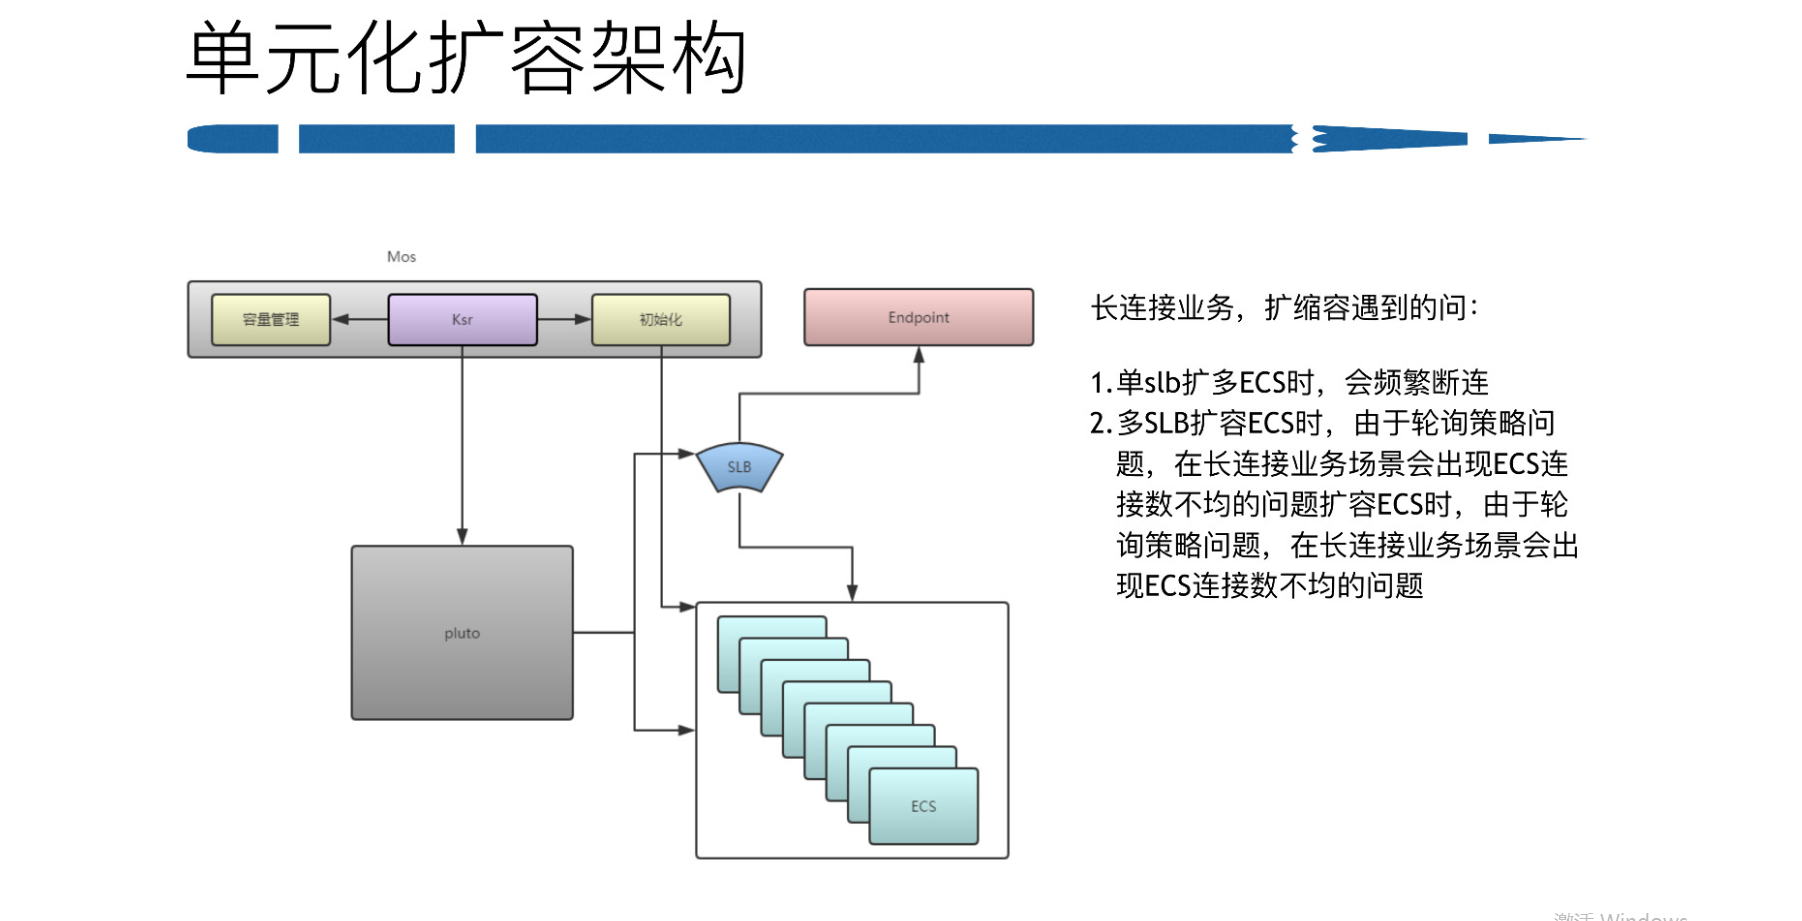 单元化扩容架构
Mos
容量管理
Ksr
初始化
Endpoint
SLB
pluto
ECS
长连接业务，扩缩容遇到的问：
1.单slb扩多ECS时，会频繁断连
2.多SLB扩容ECS时，由于轮询策略问
题，在长连接业务场景会出现ECS连
接数不均的问题扩容ECS时，由于轮
询策略问题，在长连接业务场景会出
现ECS连接数不均的问题
激活 Windows